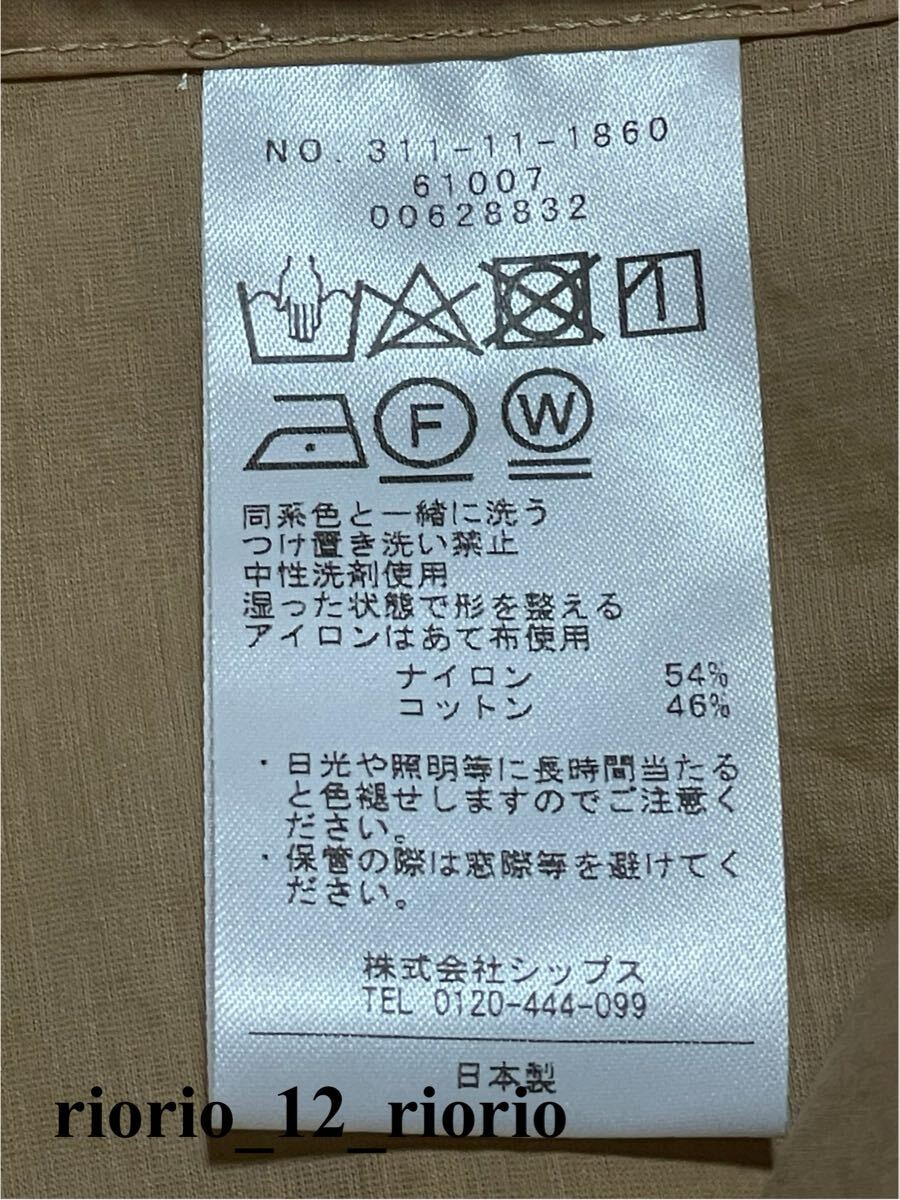 NO. 311-11-1860
61007
00628832
F W
同系色と一緒に洗う
つけ置き洗い禁止
中性洗剤使用
湿った状態で形を整える
アイロンはあて布使用
ナイロン 54%
コットン 46%
・日光や照明等に長時間当たる
と色褪せしますのでご注意く
ださい。
・保管の際は窓際等を避けてく
ださい。
株式会社シップス
TEL 0120-444-099
日本製
riorio_12_riorio